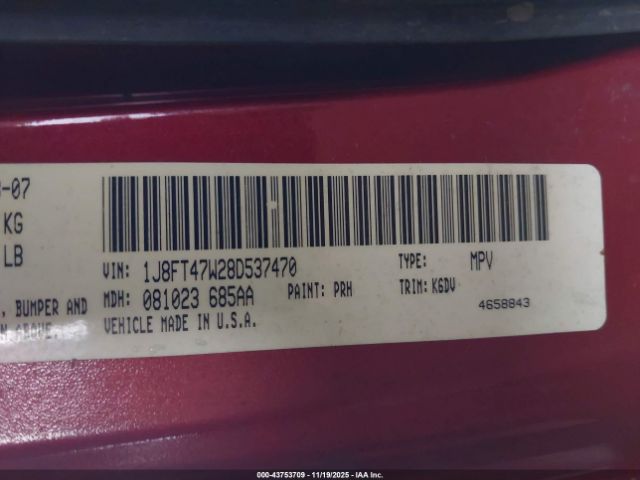 -07
KG
LB
VIN: 1J8FT47W28D537470 TYPE: MPV
MDH: 081023 685AA PAINT: PRH TRIM: K6DV
, BUMPER AND
VEHICLE MADE IN U.S.A. 4658843
ABOVE.
000-43753709 - 11/19/2025 - IAA Inc.